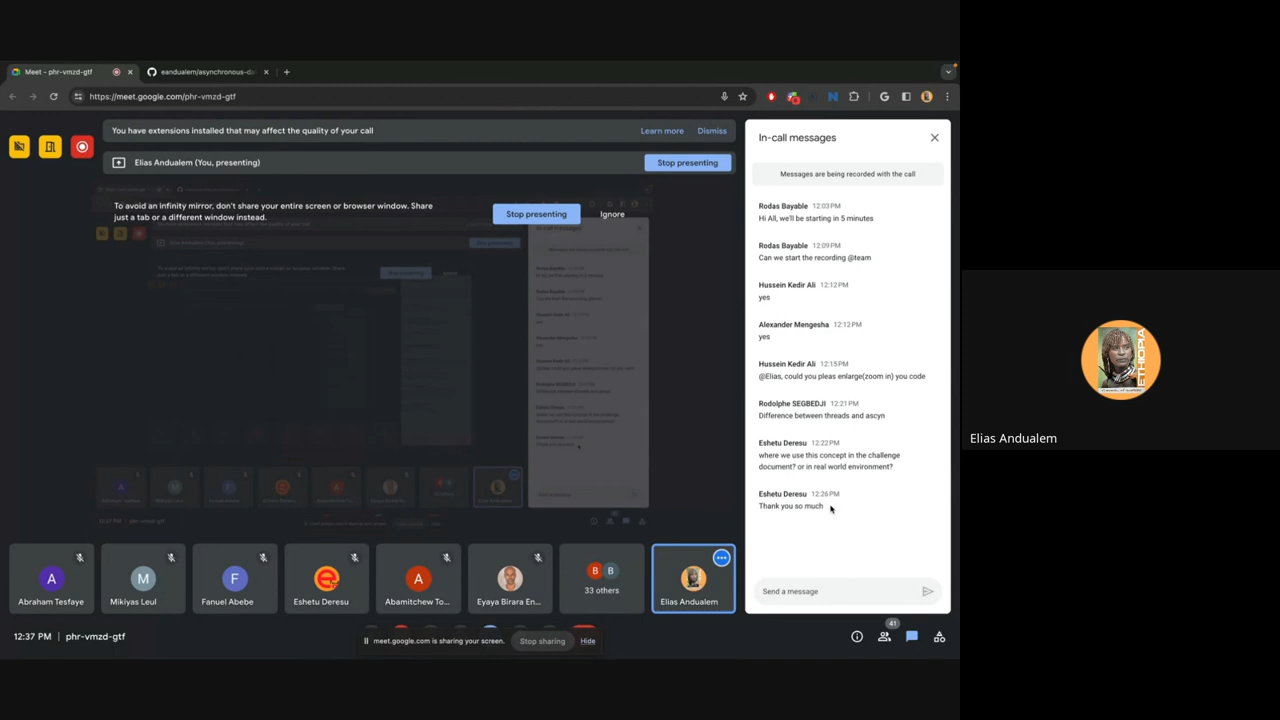 Meet - phr-vmzd-gtf
eandualem/asynchronous-da
https://meet.google.com/phr-vmzd-gtf
You have extensions installed that may affect the quality of your call
Learn more
Dismiss
Elias Andualem (You, presenting)
Stop presenting
To avoid an infinity mirror, don't share your entire screen or browser window. Share
just a tab or a different window instead.
Stop presenting
Ignore
In-call messages
Messages are being recorded with the call
Rodas Bayable 12:03 PM
Hi All, we'll be starting in 5 minutes
Rodas Bayable 12:09 PM
Can we start the recording @team
Hussein Kedir Ali 12:12 PM
yes
Alexander Mengesha 12:12 PM
yes
Hussein Kedir Ali 12:15 PM
@Elias, could you pleas enlarge(zoom in) you code
Rodolphe SEGBEDJI 12:21 PM
Difference between threads and ascyn
Eshetu Deresu 12:22 PM
where we use this concept in the challenge
document? or in real world environment?
Eshetu Deresu 12:26 PM
Thank you so much
Send a message
A
Abraham Tesfaye
M
Mikiyas Leul
F
Fanuel Abebe
Eshetu Deresu
A
Abamitchew To...
Eyaya Birara En...
B B
33 others
Elias Andualem
12:37 PM | phr-vmzd-gtf
meet.google.com is sharing your screen.
Stop sharing
Hide
41
ETHIOPIA
Elias Andualem